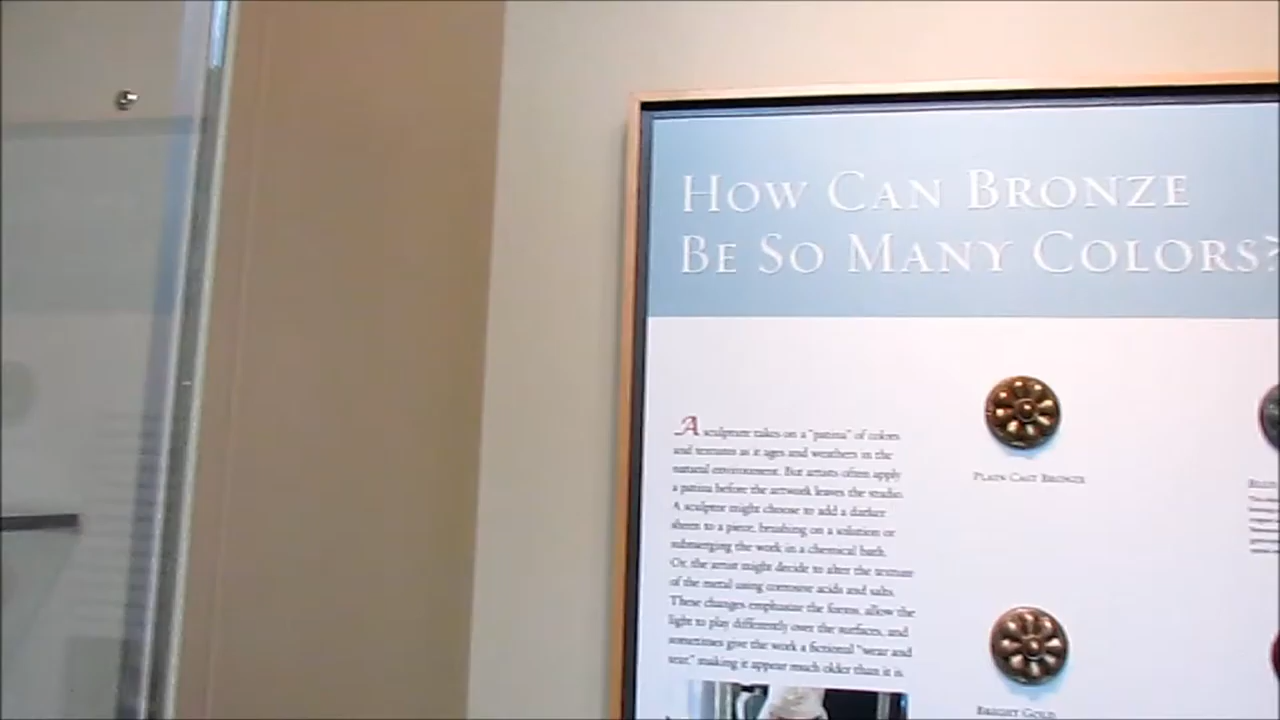 HOW CAN BRONZE
BE SO MANY COLORS?
A sculpture takes on a "patina" of colors
and textures as it ages and weathers in the
natural environment. But artists often apply
a patina before the artwork leaves the studio.
A sculptor might choose to add a darker
sheen to a piece, brushing on a solution or
submerging the work in a chemical bath.
Or, the artist might decide to alter the texture
of the metal using corrosive acids and salts.
These changes emphasize the forms, allow the
light to play differently over the surfaces, and
sometimes give the work a fictional "wear and
tear," making it appear much older than it is.
PLAIN CAST BRONZE
BRIGHT GOLD